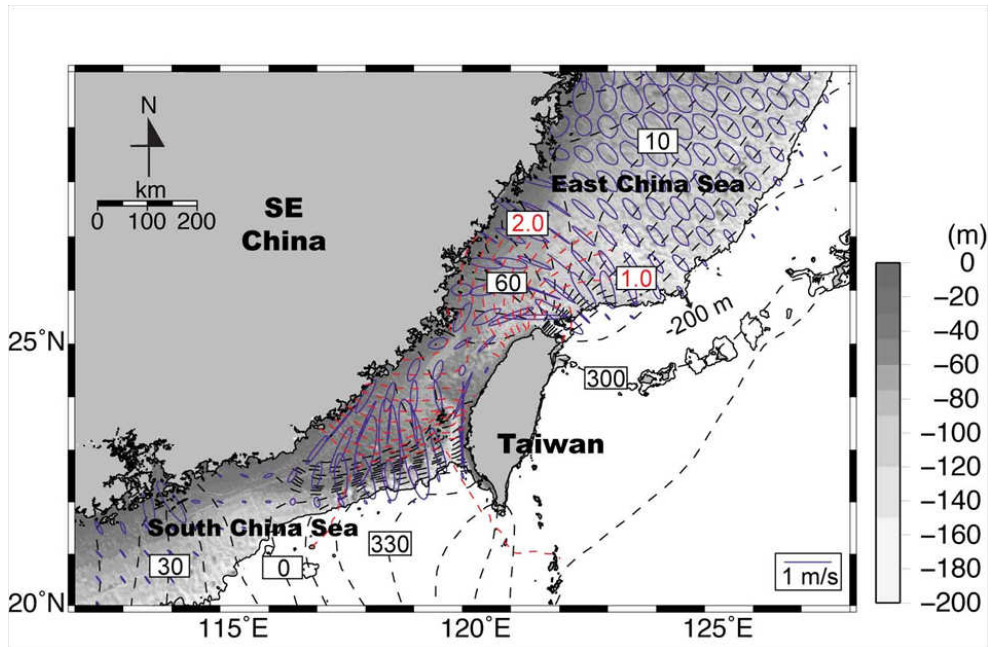 N
km
0 100 200
SE
China
10
East China Sea
2.0
1.0
60
-200 m
25°N
300
Taiwan
South China Sea
330
30
0
1 m/s
20°N
115°E
120°E
125°E
(m)
0
−20
−40
−60
−80
−100
−120
−140
−160
−180
−200